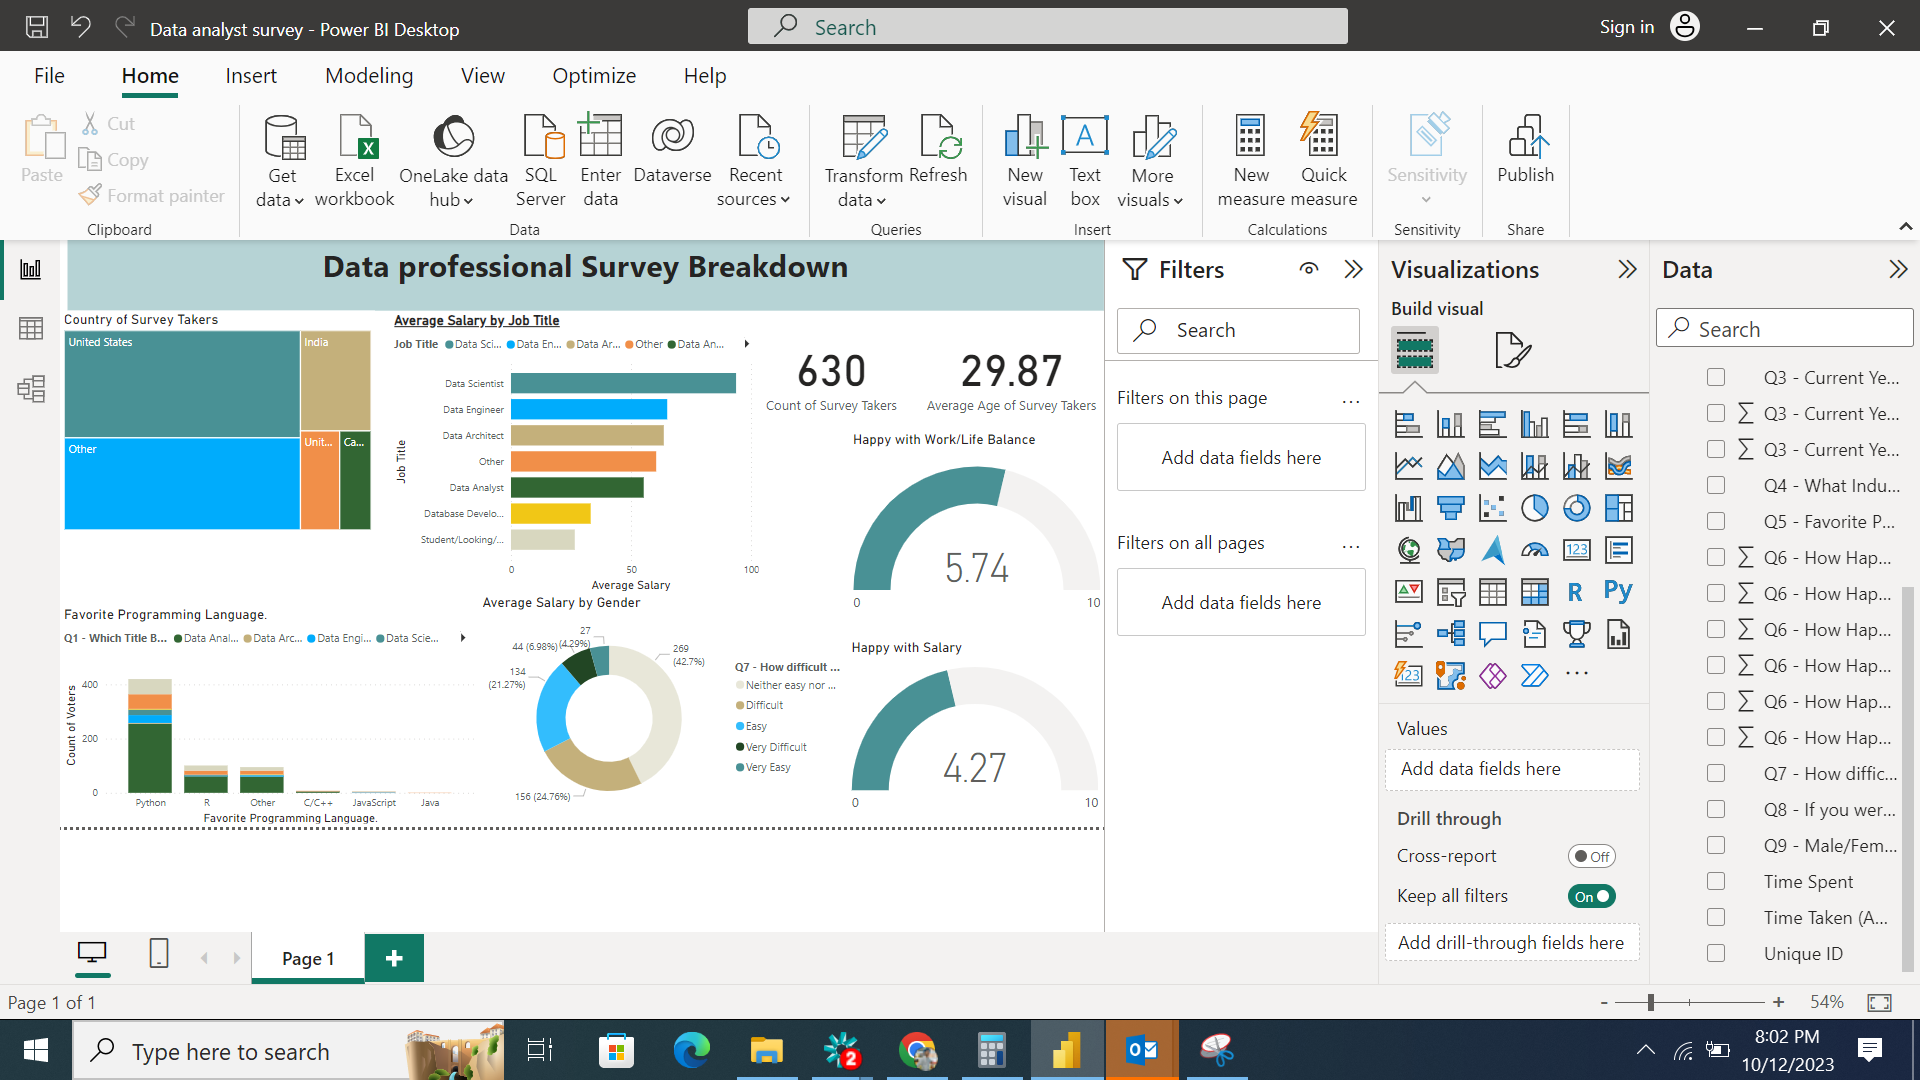 Data analyst survey - Power BI Desktop
Search
Sign in
File
Home
Insert
Modeling
View
Optimize
Help
Paste
Cut
Copy
Format painter
Clipboard
Get data
Excel workbook
OneLake data hub
SQL Server
Enter data
Dataverse
Recent sources
Data
Transform data
Refresh
Queries
New visual
Text box
More visuals
Insert
New measure
Quick measure
Calculations
Sensitivity
Sensitivity
Publish
Share
Data professional Survey Breakdown
Country of Survey Takers
United States
India
Other
Unit...
Ca...
Average Salary by Job Title
Job Title
Data Sci...
Data En...
Data Ar...
Other
Data An...
Job Title
Data Scientist
Data Engineer
Data Architect
Other
Data Analyst
Database Develo...
Student/Looking/...
0
50
100
Average Salary
630
Count of Survey Takers
29.87
Average Age of Survey Takers
Happy with Work/Life Balance
5.74
0
10
Favorite Programming Language.
Q1 - Which Title B...
Data Anal...
Data Arc...
Data Engi...
Data Scie...
Count of Voters
400
200
0
Python
R
Other
C/C++
JavaScript
Java
Favorite Programming Language.
Average Salary by Gender
27
(4.29%)
44 (6.98%)
134
(21.27%)
269
(42.7%)
156 (24.76%)
Q7 - How difficult ...
Neither easy nor ...
Difficult
Easy
Very Difficult
Very Easy
Happy with Salary
4.27
0
10
Filters
Search
Filters on this page
...
Add data fields here
Filters on all pages
...
Add data fields here
Visualizations
Build visual
123
R
Py
123
...
Values
Add data fields here
Drill through
Cross-report
Off
Keep all filters
On
Add drill-through fields here
Data
Search
Q3 - Current Ye...
Q3 - Current Ye...
Q3 - Current Ye...
Q4 - What Indu...
Q5 - Favorite P...
Q6 - How Hap...
Q6 - How Hap...
Q6 - How Hap...
Q6 - How Hap...
Q6 - How Hap...
Q6 - How Hap...
Q7 - How diffic...
Q8 - If you wer...
Q9 - Male/Fem...
Time Spent
Time Taken (A...
Unique ID
Page 1
Page 1 of 1
- + 54%
Type here to search
2
8:02 PM
10/12/2023